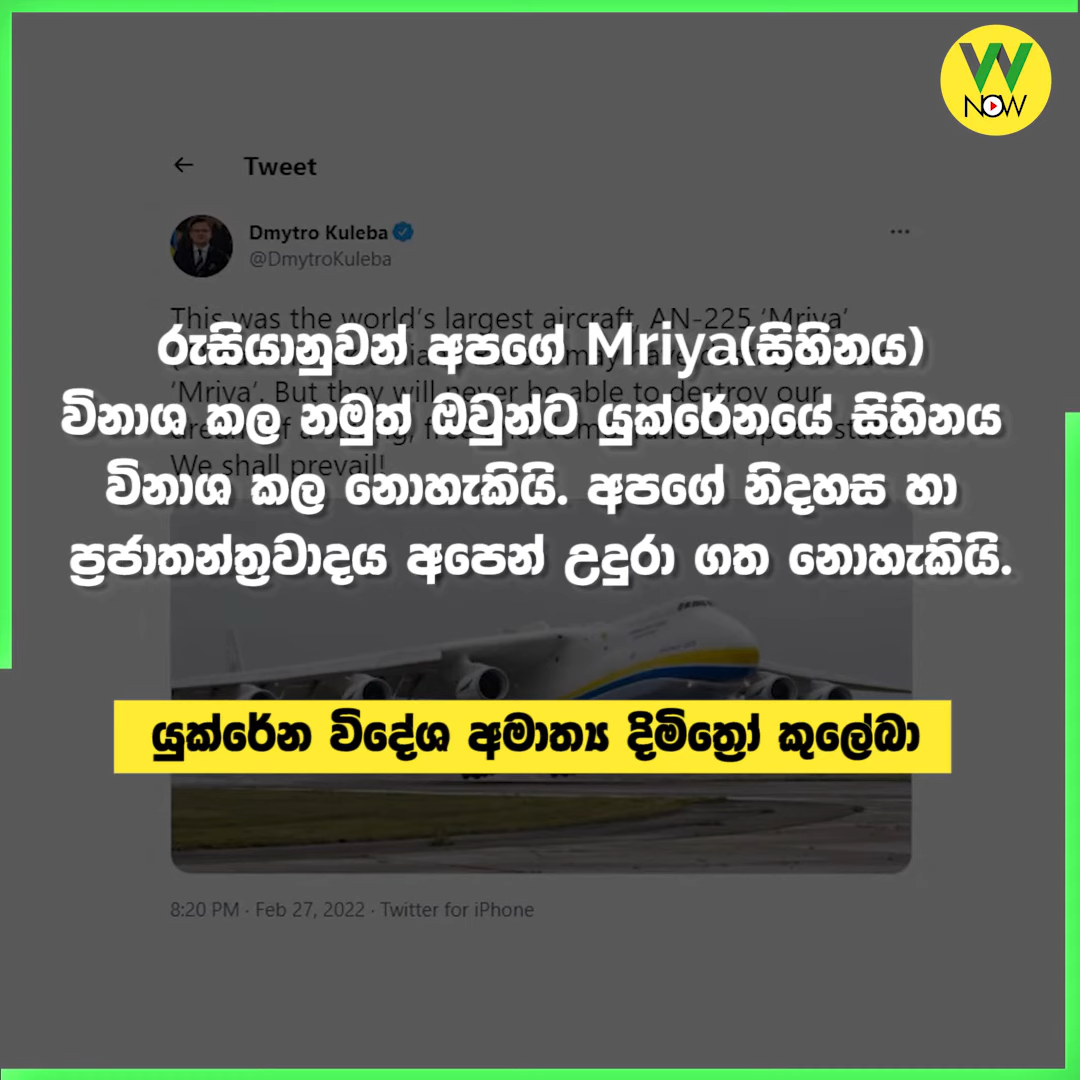 W
NOW
Tweet
Dmytro Kuleba
@DmytroKuleba
This was the world's largest aircraft, AN-225 'Mriya'
රුසියානුවන් අපගේ Mriya(සිහිනය)
'Mriya'. But they will never be able to destroy our
විනාශ කල නමුත් ඔවුන්ට යුක්රේනයේ සිහිනය
We shall prevail!
විනාශ කල නොහැකියි. අපගේ නිදහස හා
ප්‍රජාතන්ත්‍රවාදය අපෙන් උදුරා ගත නොහැකියි.
යුක්රේන විදේශ අමාත්‍ය දිමිත්‍රෝ කුලේබා
8:20 PM · Feb 27, 2022 · Twitter for iPhone